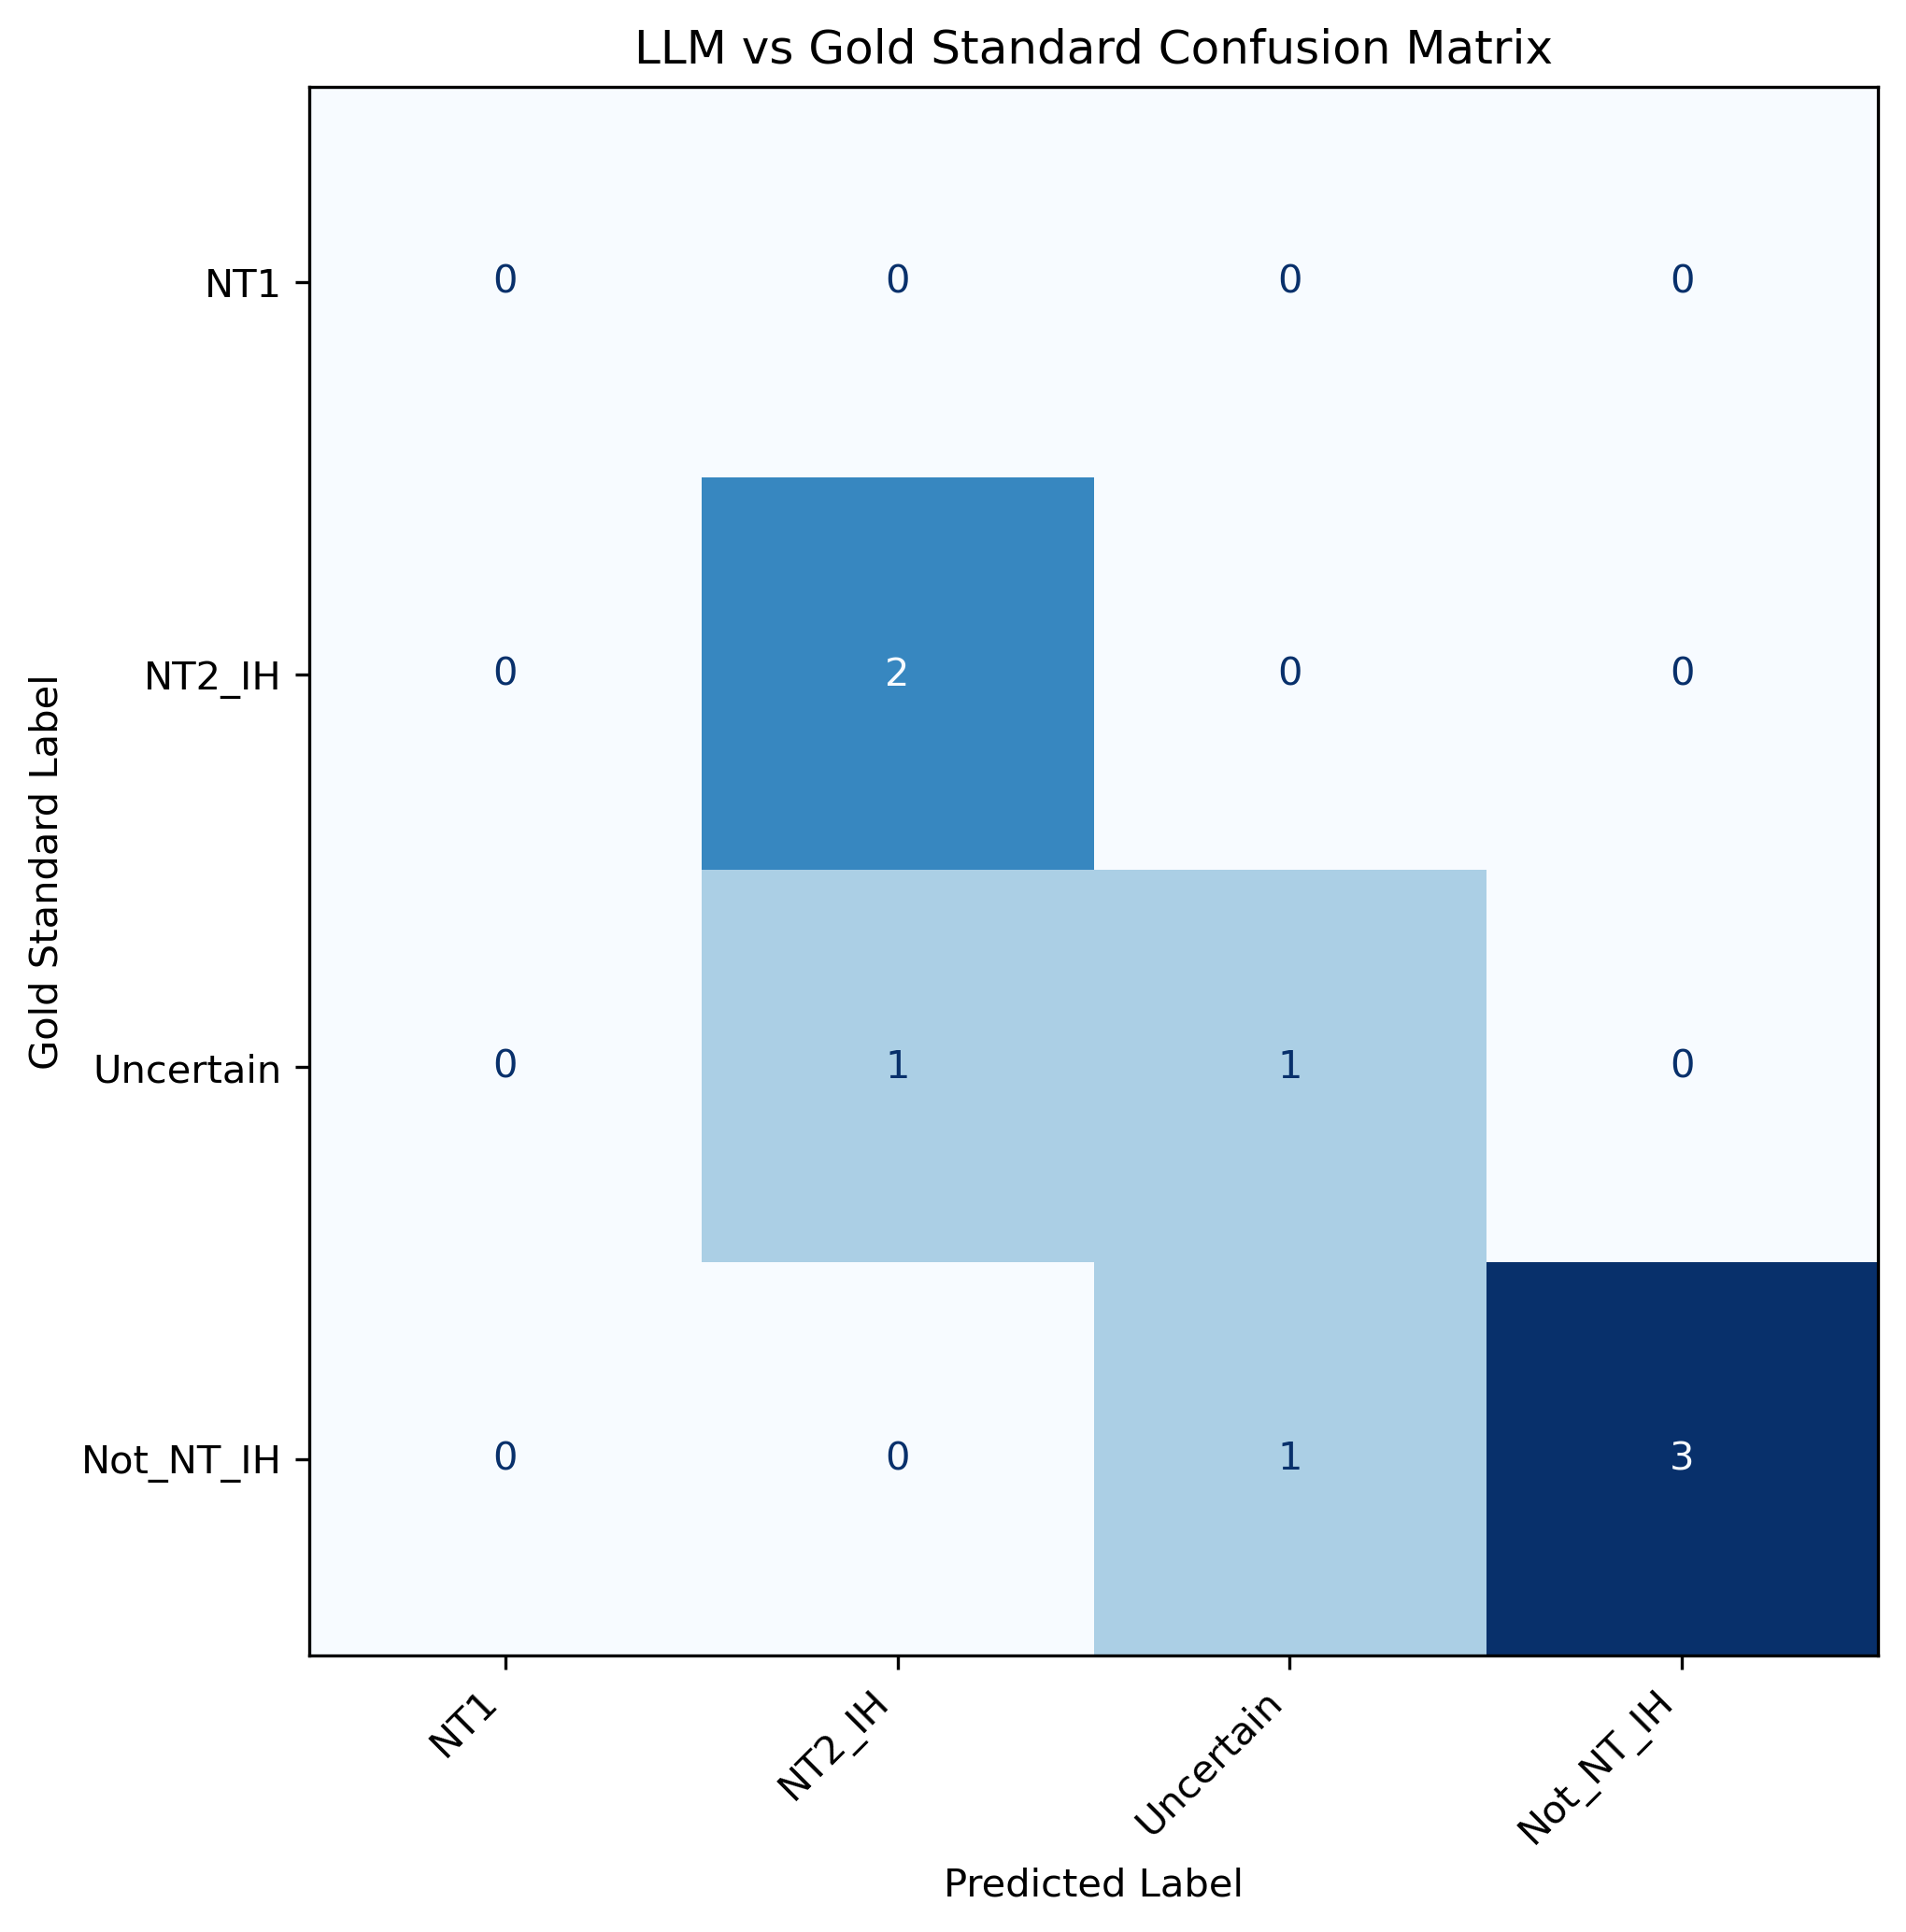 LLM vs Gold Standard Confusion Matrix
Gold Standard Label
NT1
0 0 0 0
NT2_IH
0 2 0 0
Uncertain
0 1 1 0
Not_NT_IH
0 0 1 3
NT1
NT2_IH
Uncertain
Not_NT_IH
Predicted Label